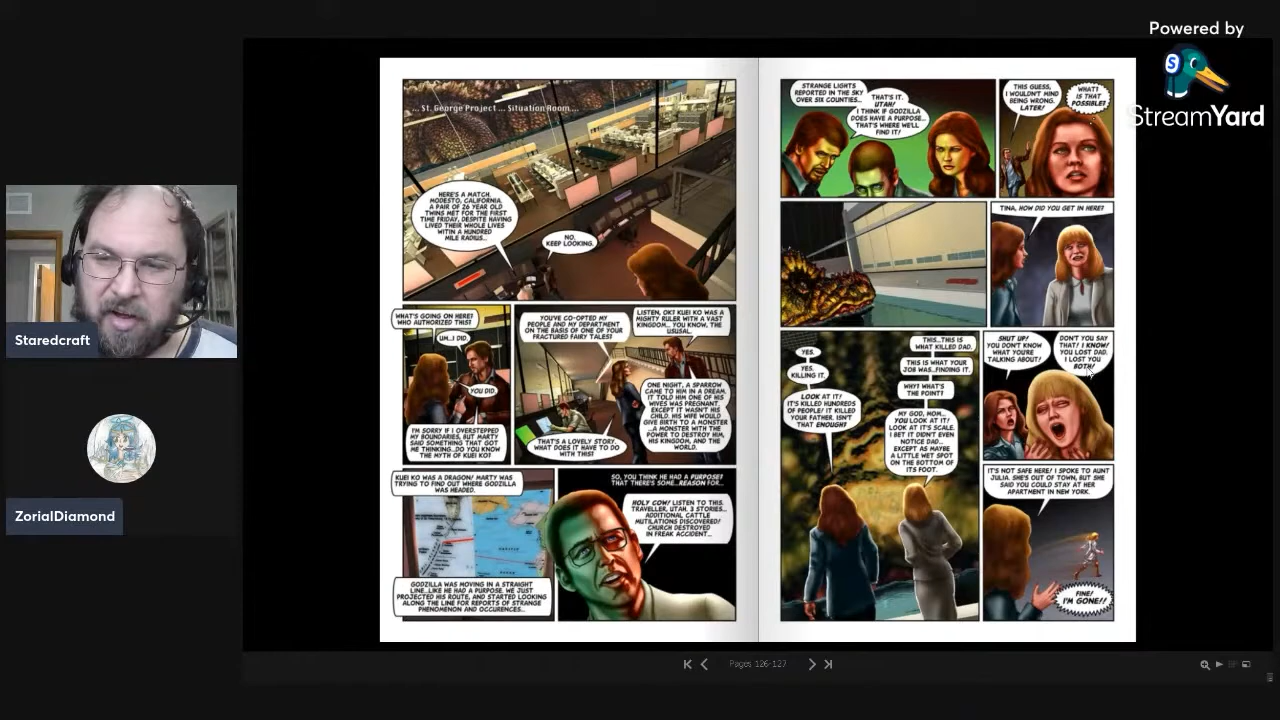 Powered by
StreamYard
Staredcraft
ZorialDiamond
... St. George Project ... Situation Room ...
HERE'S A MATCH.
MODESTO, CALIFORNIA.
A PAIR OF 26 YEAR OLD
TWINS MET FOR THE FIRST
TIME FRIDAY, DESPITE HAVING
LIVED THEIR WHOLE LIVES
WITIN A HUNDRED
MILE RADIUS...
NO.
KEEP LOOKING.
WHAT'S GOING ON HERE?
WHO AUTHORIZED THIS?
UM...I DID.
YOU DID.
I'M SORRY IF I OVERSTEPPED
MY BOUNDARIES, BUT MARTY
SAID SOMETHING THAT GOT
ME THINKING...DO YOU KNOW
THE MYTH OF KUEI KO?
YOU'VE CO-OPTED MY
PEOPLE AND MY DEPARTMENT
ON THE BASIS OF ONE OF YOUR
FRACTURED FAIRY TALES?
LISTEN, OK? KUEI KO WAS A
MIGHTY RULER WITH A VAST
KINGDOM... YOU KNOW, THE
USUSAL.
ONE NIGHT, A SPARROW
CAME TO HIM IN A DREAM.
IT TOLD HIM ONE OF HIS
WIVES WAS PREGNANT,
EXCEPT IT WASN'T HIS
CHILD. HIS WIFE WOULD
GIVE BIRTH TO A MONSTER
...A MONSTER WITH THE
POWER TO DESTROY HIM,
HIS KINGDOM, AND THE
WORLD.
THAT'S A LOVELY STORY.
WHAT DOES IT HAVE TO DO
WITH THIS?
KUEI KO WAS A DRAGON! MARTY WAS
TRYING TO FIND OUT WHERE GODZILLA
WAS HEADED.
GODZILLA WAS MOVING IN A STRAIGHT
LINE...LIKE HE HAD A PURPOSE. WE JUST
PROJECTED HIS ROUTE, AND STARTED LOOKING
ALONG THE LINE FOR REPORTS OF STRANGE
PHENOMENON AND OCCURENCES...
SO, YOU THINK HE HAD A PURPOSE?
THAT THERE'S SOME...REASON FOR...
HOLY COW! LISTEN TO THIS.
TRAVELLER, UTAH. 3 STORIES...
ADDITIONAL CATTLE
MUTILATIONS DISCOVERED!
CHURCH DESTROYED
IN FREAK ACCIDENT...
STRANGE LIGHTS
REPORTED IN THE SKY
OVER SIX COUNTIES...
THAT'S IT.
UTAH!
I THINK IF GODZILLA
DOES HAVE A PURPOSE...
THAT'S WHERE WE'LL
FIND IT!
THIS GUESS,
I WOULDN'T MIND
BEING WRONG.
LATER!
WHAT?
IS THAT
POSSIBLE?
TINA, HOW DID YOU GET IN HERE?
THIS...THIS IS
WHAT KILLED DAD.
YES.
THIS IS WHAT YOUR
JOB WAS...FINDING IT.
YES.
KILLING IT.
WHY? WHAT'S
THE POINT?
LOOK AT IT!
IT'S KILLED HUNDREDS
OF PEOPLE! IT KILLED
YOUR FATHER. ISN'T
THAT ENOUGH?
MY GOD, MOM...
YOU LOOK AT IT!
LOOK AT IT'S SCALE.
I BET IT DIDN'T EVEN
NOTICE DAD...
EXCEPT AS MAYBE
A LITTLE WET SPOT
ON THE BOTTOM OF
ITS FOOT.
SHUT UP!
YOU DON'T KNOW
WHAT YOU'RE
TALKING ABOUT!
DON'T YOU SAY
THAT! I KNOW!
YOU LOST DAD.
I LOST YOU
BOTH!
IT'S NOT SAFE HERE! I SPOKE TO AUNT
JULIA. SHE'S OUT OF TOWN, BUT SHE
SAID YOU COULD STAY AT HER
APARTMENT IN NEW YORK.
FINE!
I'M GONE!!
Pages 126-127